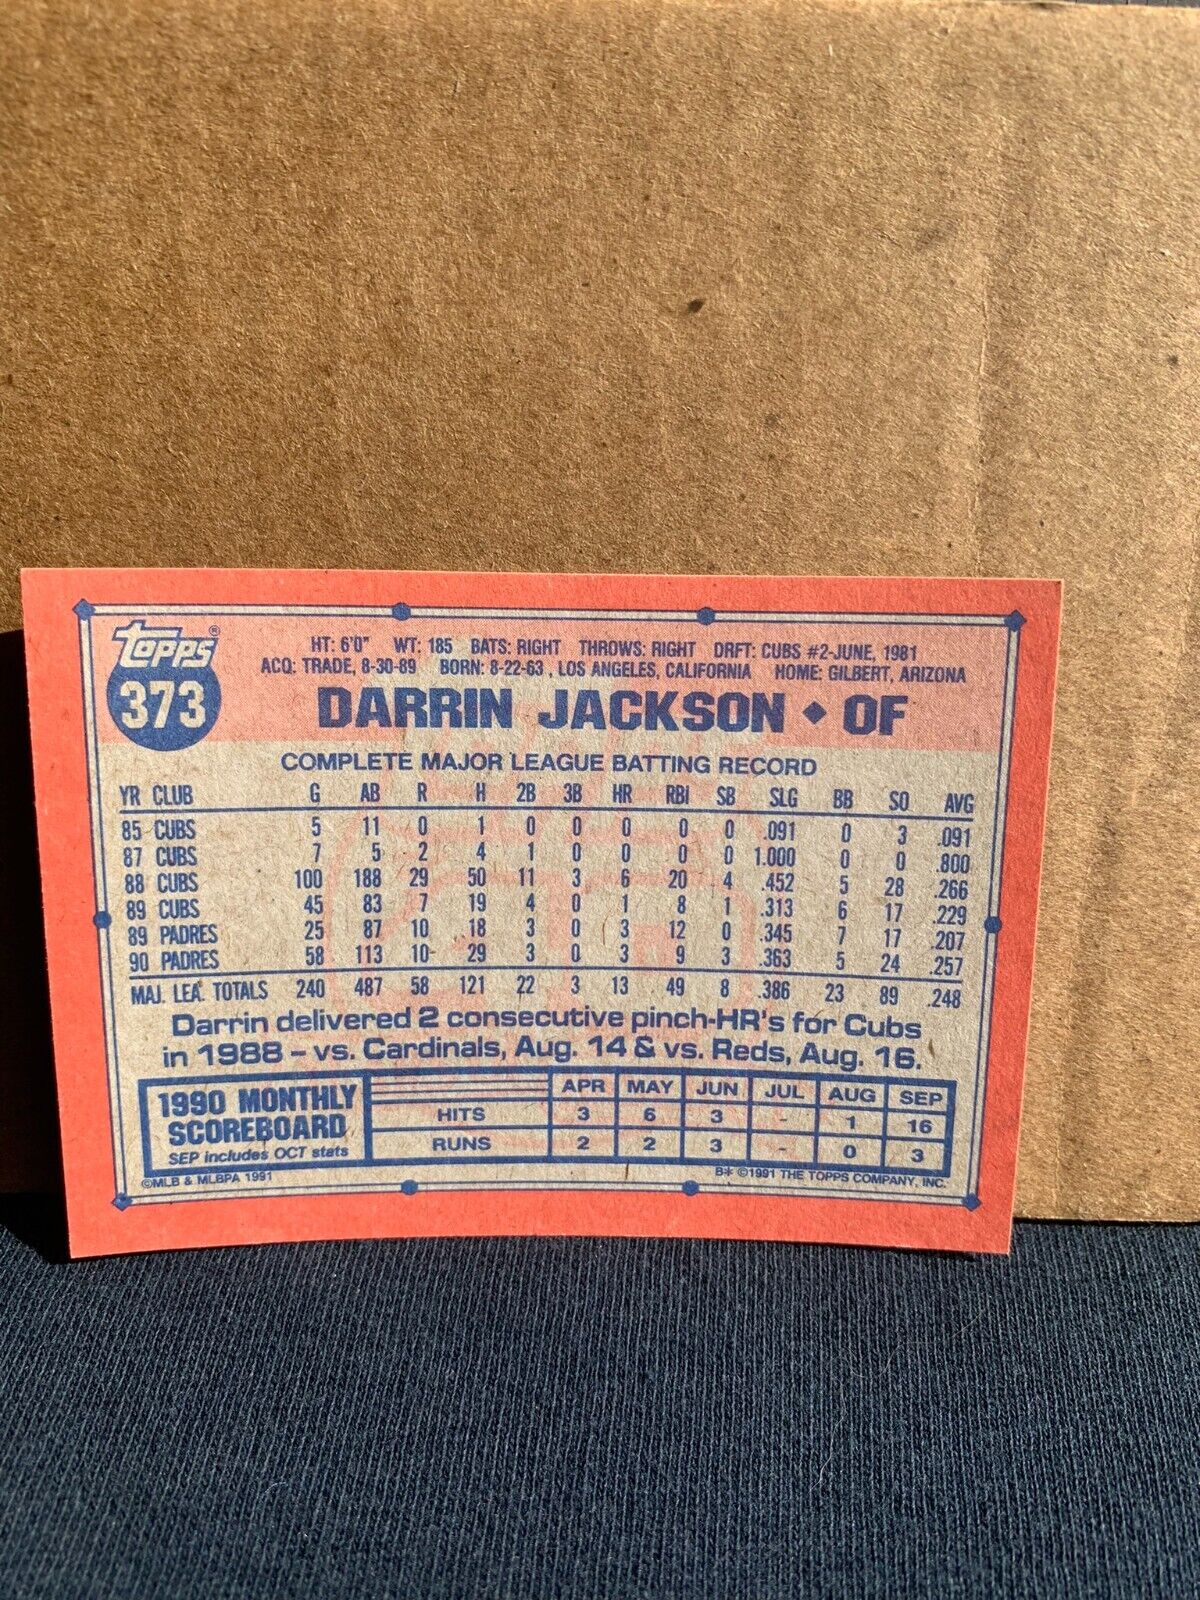 topps®
373
HT: 6'0" WT: 185 BATS: RIGHT THROWS: RIGHT DRFT: CUBS #2-JUNE, 1981
ACQ: TRADE, 8-30-89 BORN: 8-22-63 , LOS ANGELES, CALIFORNIA HOME: GILBERT, ARIZONA
DARRIN JACKSON ◆ OF
COMPLETE MAJOR LEAGUE BATTING RECORD
YR CLUB G AB R H 2B 3B HR RBI SB SLG BB SO AVG
85 CUBS 5 11 0 1 0 0 0 0 0 .091 0 3 .091
87 CUBS 7 5 2 4 1 0 0 0 0 1.000 0 0 .800
88 CUBS 100 188 29 50 11 3 6 20 4 .452 5 28 .266
89 CUBS 45 83 7 19 4 0 1 8 1 .313 6 17 .229
89 PADRES 25 87 10 18 3 0 3 12 0 .345 7 17 .207
90 PADRES 58 113 10 29 3 0 3 9 3 .363 5 24 .257
MAJ. LEA. TOTALS 240 487 58 121 22 3 13 49 8 .386 23 89 .248
Darrin delivered 2 consecutive pinch-HR's for Cubs
in 1988 – vs. Cardinals, Aug. 14 & vs. Reds, Aug. 16.
1990 MONTHLY
SCOREBOARD
SEP includes OCT stats
APR MAY JUN JUL AUG SEP
HITS 3 6 3 - 1 16
RUNS 2 2 3 - 0 3
©MLB & MLBPA 1991 B* ©1991 THE TOPPS COMPANY, INC.